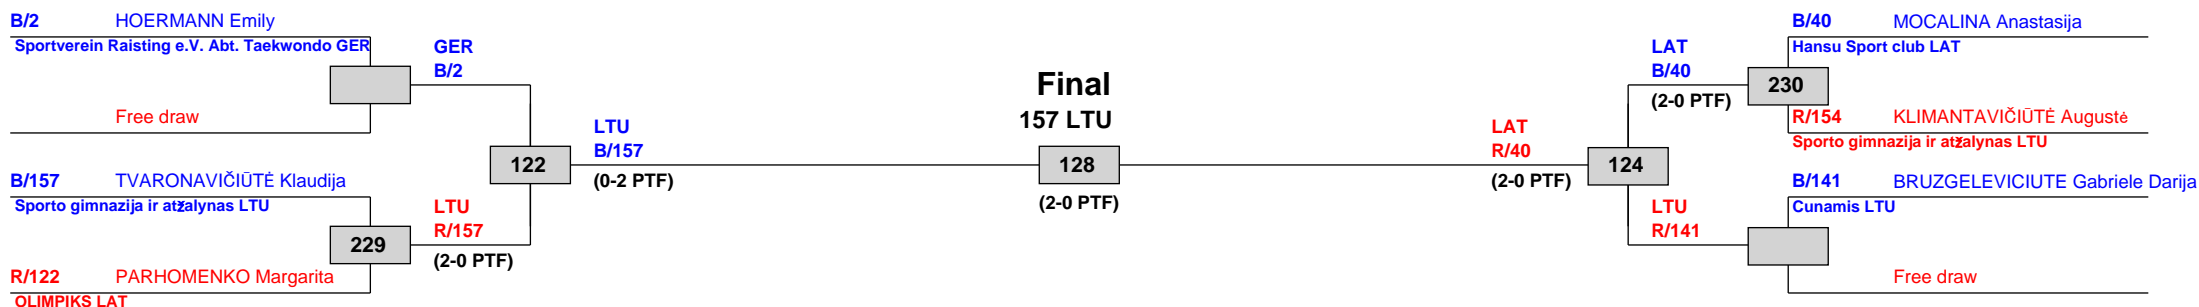 B/2 HOERMANN Emily
Sportverein Raisting e.V. Abt. Taekwondo GER
GER
B/2
Free draw
B/157 TVARONAVIČIŪTĖ Klaudija
Sporto gimnazija ir atžalynas LTU
229
R/122 PARHOMENKO Margarita
OLIMPIKS LAT
LTU
R/157
(2-0 PTF)
122
LTU
B/157
(0-2 PTF)
Final
157 LTU
128
(2-0 PTF)
LAT
R/40
(2-0 PTF)
124
LAT
B/40
(2-0 PTF)
LTU
R/141
B/40 MOCALINA Anastasija
Hansu Sport club LAT
230
R/154 KLIMANTAVIČIŪTĖ Augustė
Sporto gimnazija ir atžalynas LTU
B/141 BRUZGELEVICIUTE Gabriele Darija
Cunamis LTU
Free draw